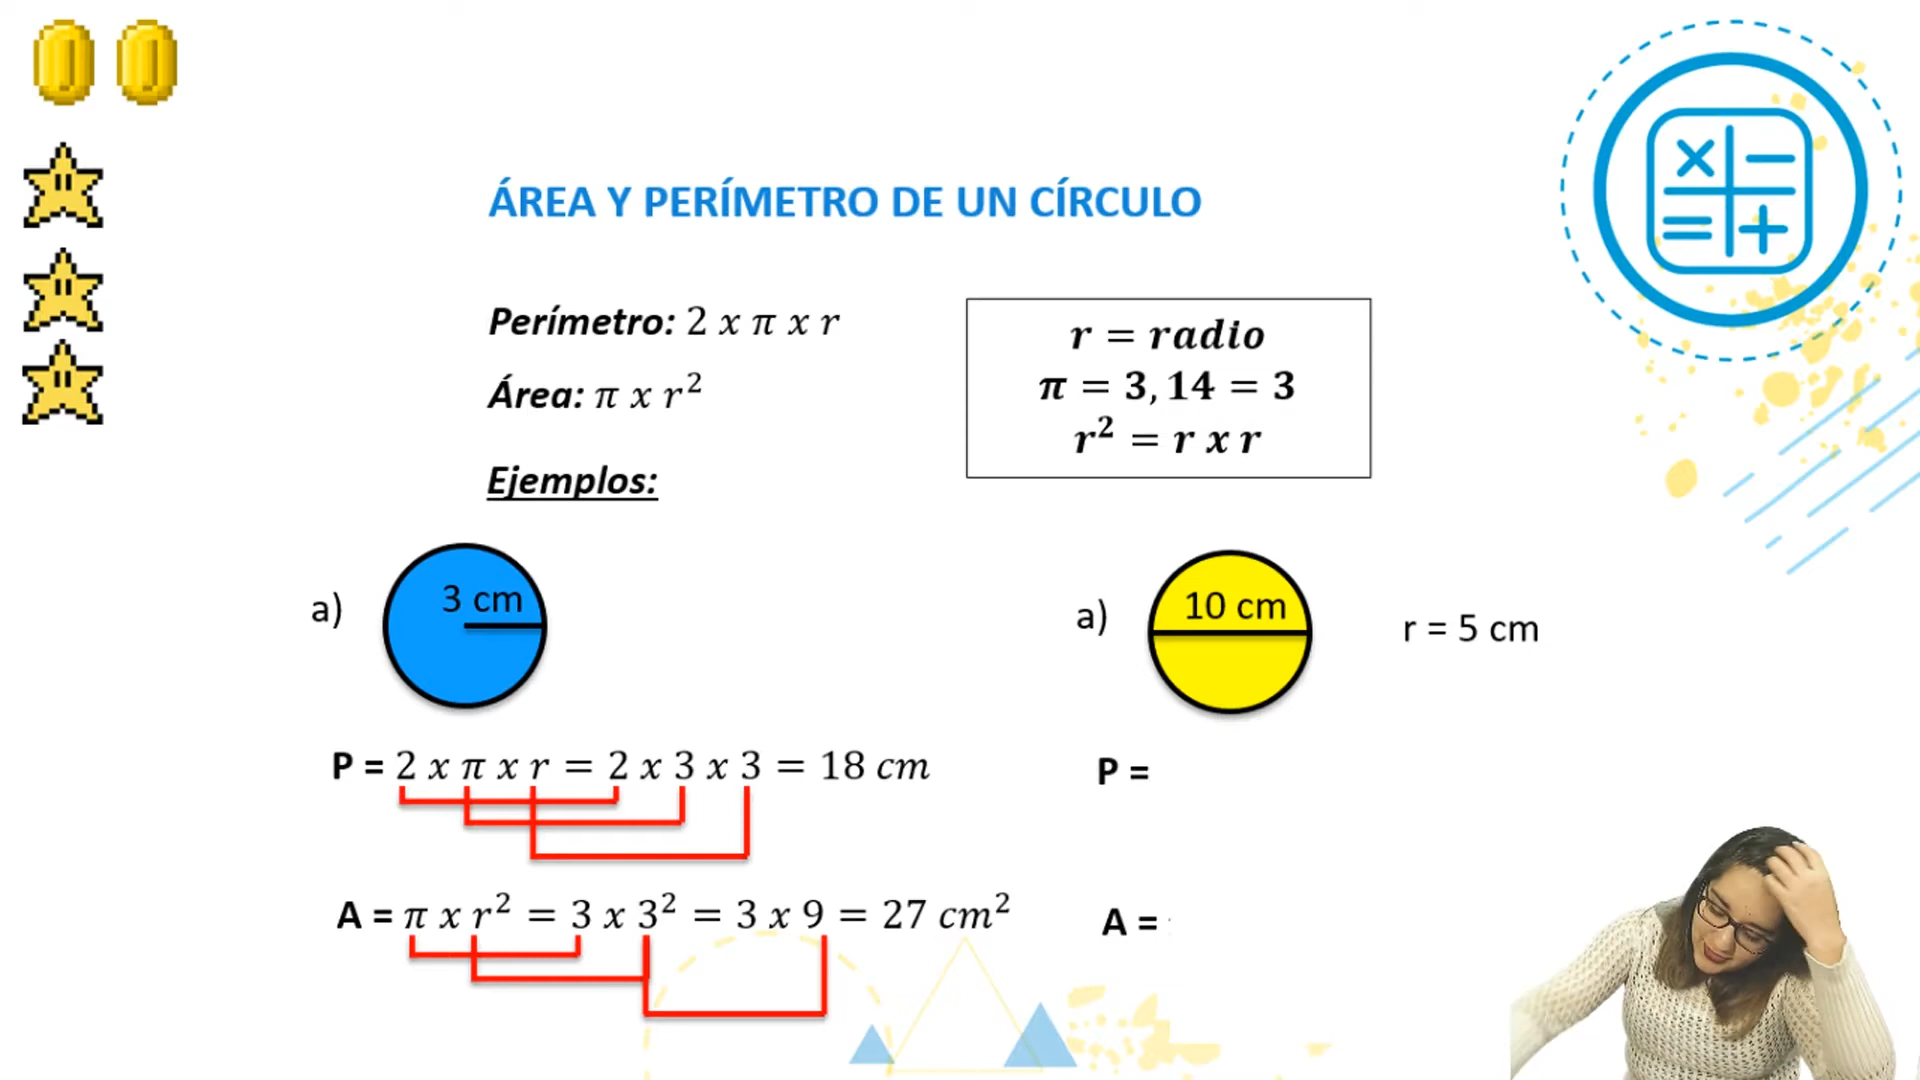 ÁREA Y PERÍMETRO DE UN CÍRCULO
Perímetro: 2 x π x r
Área: π x r²
r = radio
π = 3,14 = 3
r² = r x r
Ejemplos:
a)
3 cm
a)
10 cm
r = 5 cm
P = 2 x π x r = 2 x 3 x 3 = 18 cm
P =
A = π x r² = 3 x 3² = 3 x 9 = 27 cm²
A =